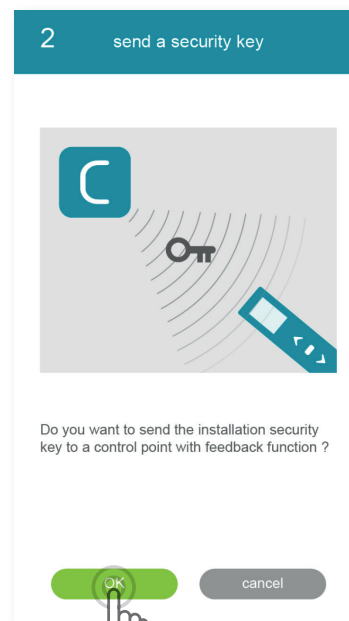 2 send a security key
Do you want to send the installation security
key to a control point with feedback function ?
OK cancel